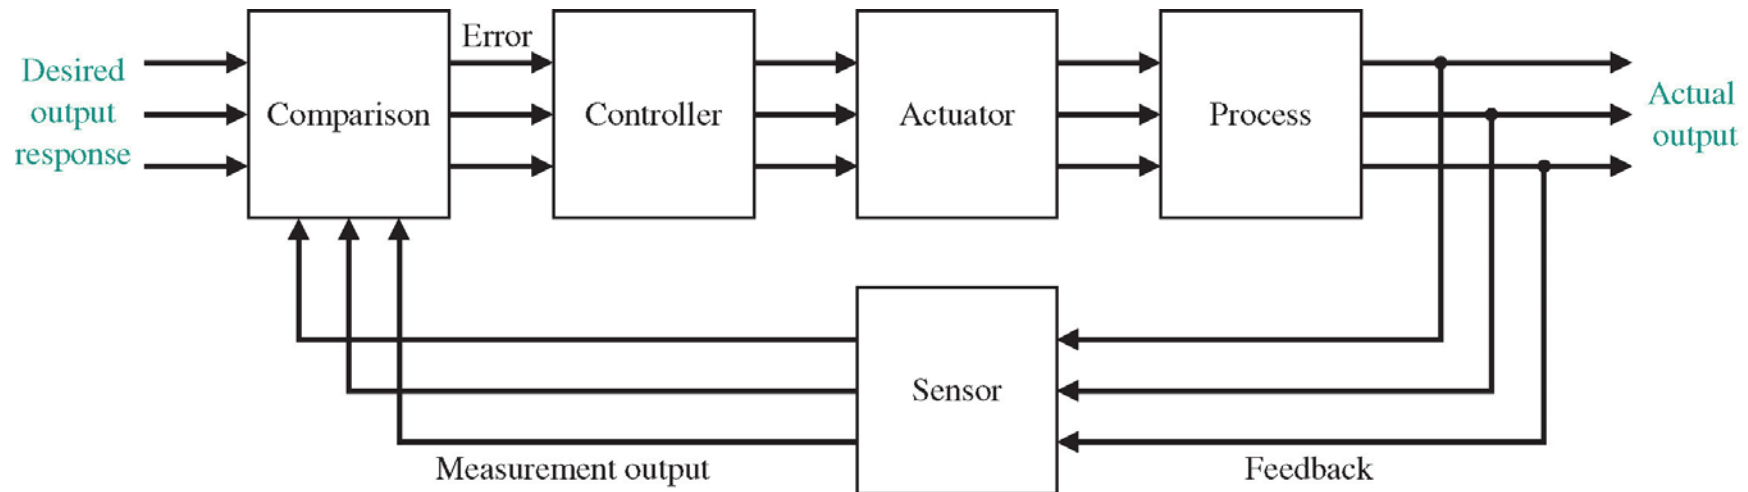 Desired
output
response
Comparison
Error
Controller
Actuator
Process
Actual
output
Sensor
Measurement output
Feedback